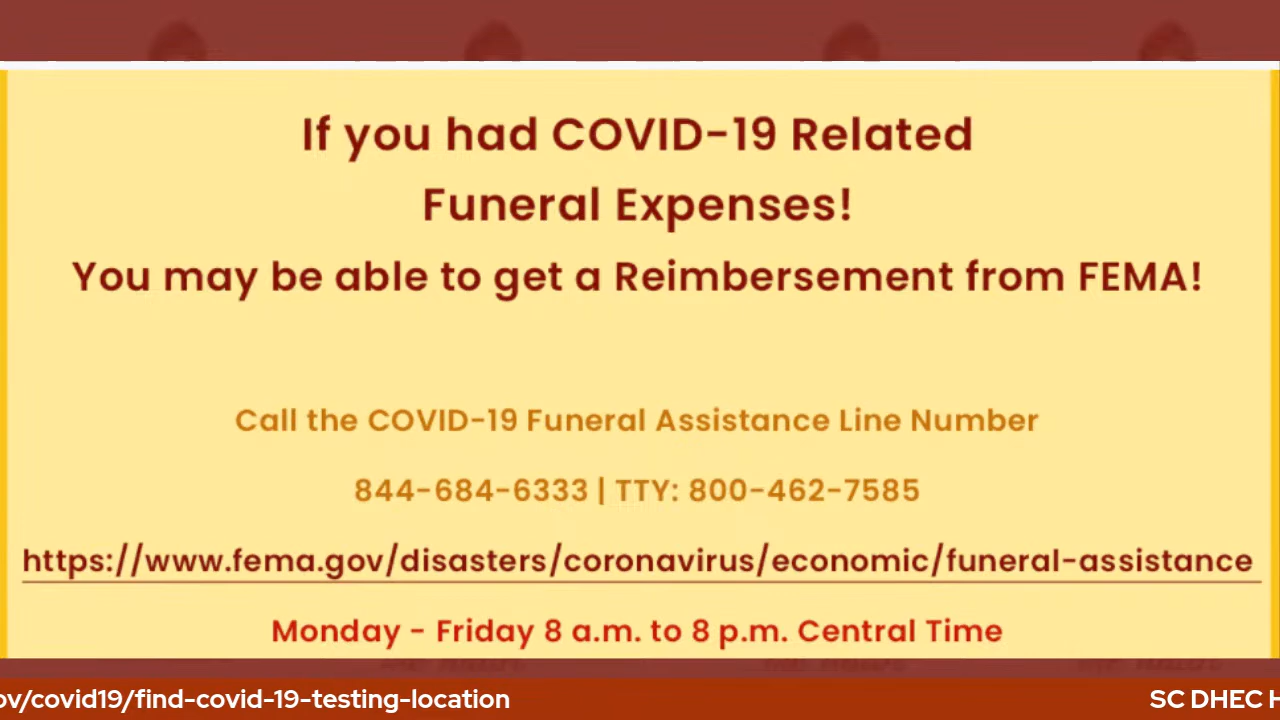 If you had COVID-19 Related
Funeral Expenses!
You may be able to get a Reimbersement from FEMA!
Call the COVID-19 Funeral Assistance Line Number
844-684-6333 | TTY: 800-462-7585
https://www.fema.gov/disasters/coronavirus/economic/funeral-assistance
Monday - Friday 8 a.m. to 8 p.m. Central Time
ov/covid19/find-covid-19-testing-location SC DHEC H